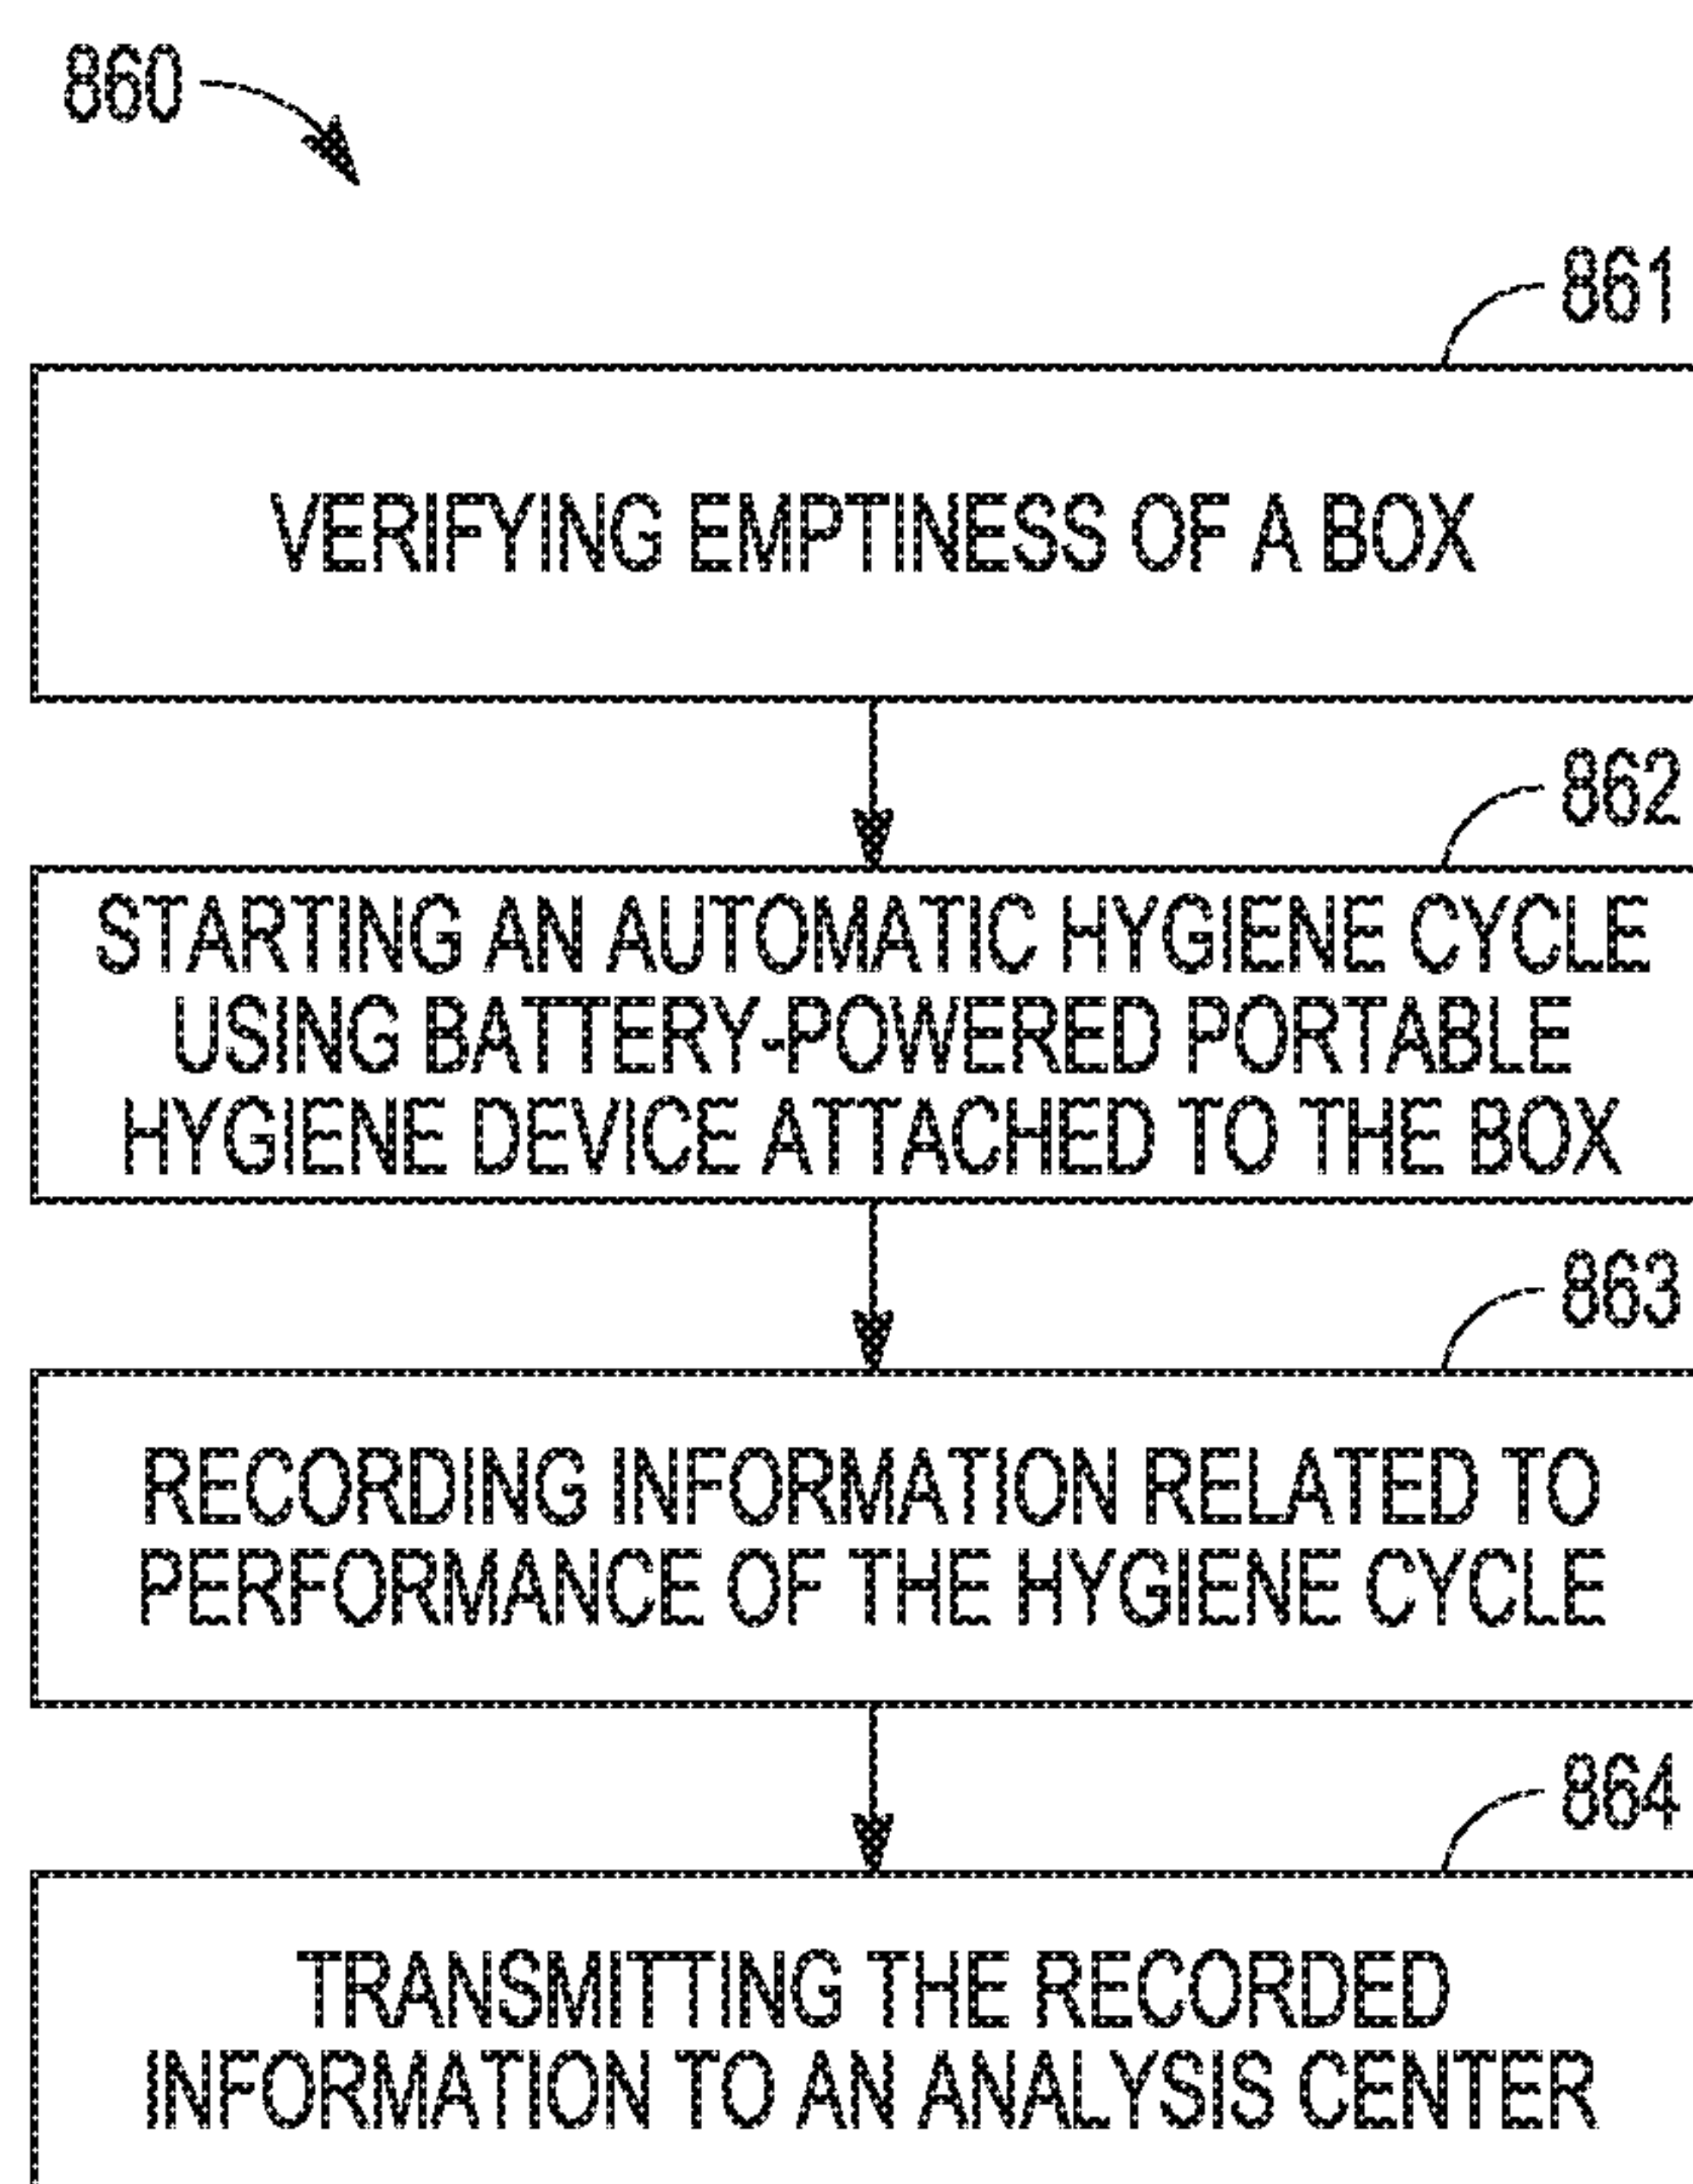 860
861
VERIFYING EMPTINESS OF A BOX
862
STARTING AN AUTOMATIC HYGIENE CYCLE
USING BATTERY-POWERED PORTABLE
HYGIENE DEVICE ATTACHED TO THE BOX
863
RECORDING INFORMATION RELATED TO
PERFORMANCE OF THE HYGIENE CYCLE
864
TRANSMITTING THE RECORDED
INFORMATION TO AN ANALYSIS CENTER